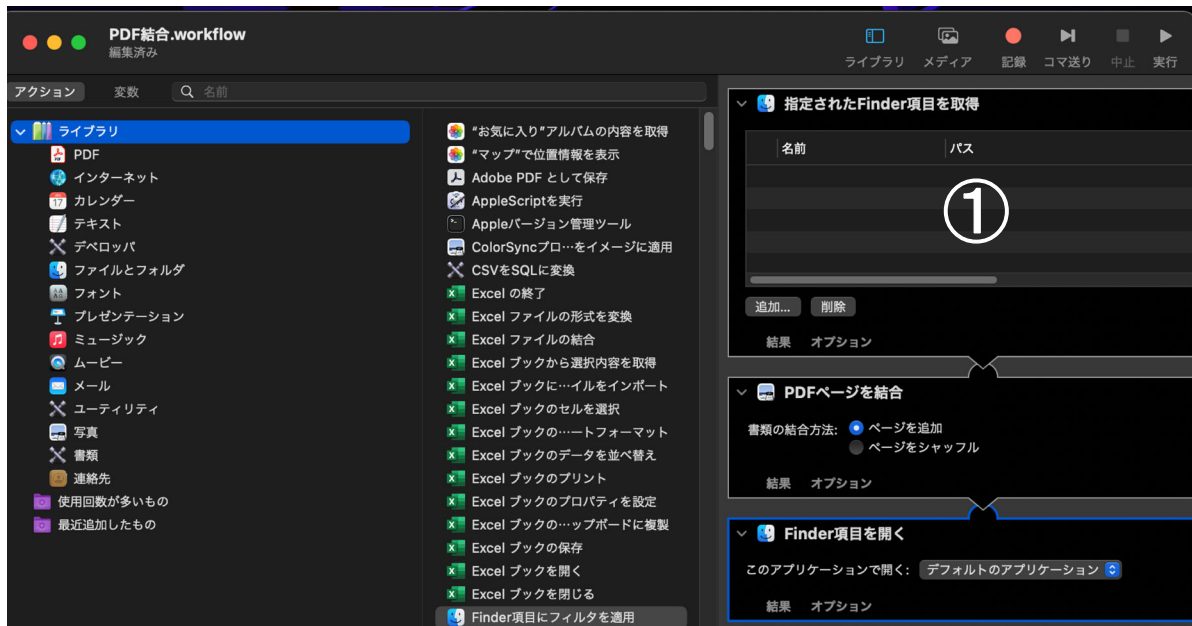 PDF結合.workflow
編集済み
ライブラリ
メディア
記録
コマ送り
中止
実行
アクション
変数
名前
ライブラリ
PDF
インターネット
カレンダー
テキスト
デベロッパ
ファイルとフォルダ
フォント
プレゼンテーション
ミュージック
ムービー
メール
ユーティリティ
写真
書類
連絡先
使用回数が多いもの
最近追加したもの
“お気に入り”アルバムの内容を取得
“マップ”で位置情報を表示
Adobe PDF として保存
AppleScriptを実行
Appleバージョン管理ツール
ColorSyncプロ…をイメージに適用
CSVをSQLに変換
Excel の終了
Excel ファイルの形式を変換
Excel ファイルの結合
Excel ブックから選択内容を取得
Excel ブックに…イルをインポート
Excel ブックのセルを選択
Excel ブックの…ートフォーマット
Excel ブックのデータを並べ替え
Excel ブックのプリント
Excel ブックのプロパティを設定
Excel ブックの…ップボードに複製
Excel ブックの保存
Excel ブックを開く
Excel ブックを閉じる
Finder項目にフィルタを適用
指定されたFinder項目を取得
名前 パス
①
追加... 削除
結果 オプション
PDFページを結合
書類の結合方法: ページを追加
ページをシャッフル
結果 オプション
Finder項目を開く
このアプリケーションで開く: デフォルトのアプリケーション
結果 オプション